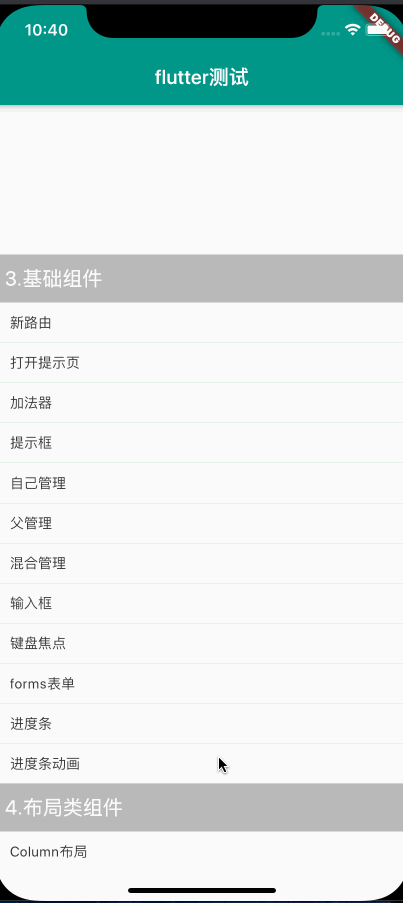 10:40
DEBUG
flutter测试
3.基础组件
新路由
打开提示页
加法器
提示框
自己管理
父管理
混合管理
输入框
键盘焦点
forms表单
进度条
进度条动画
4.布局类组件
Column布局